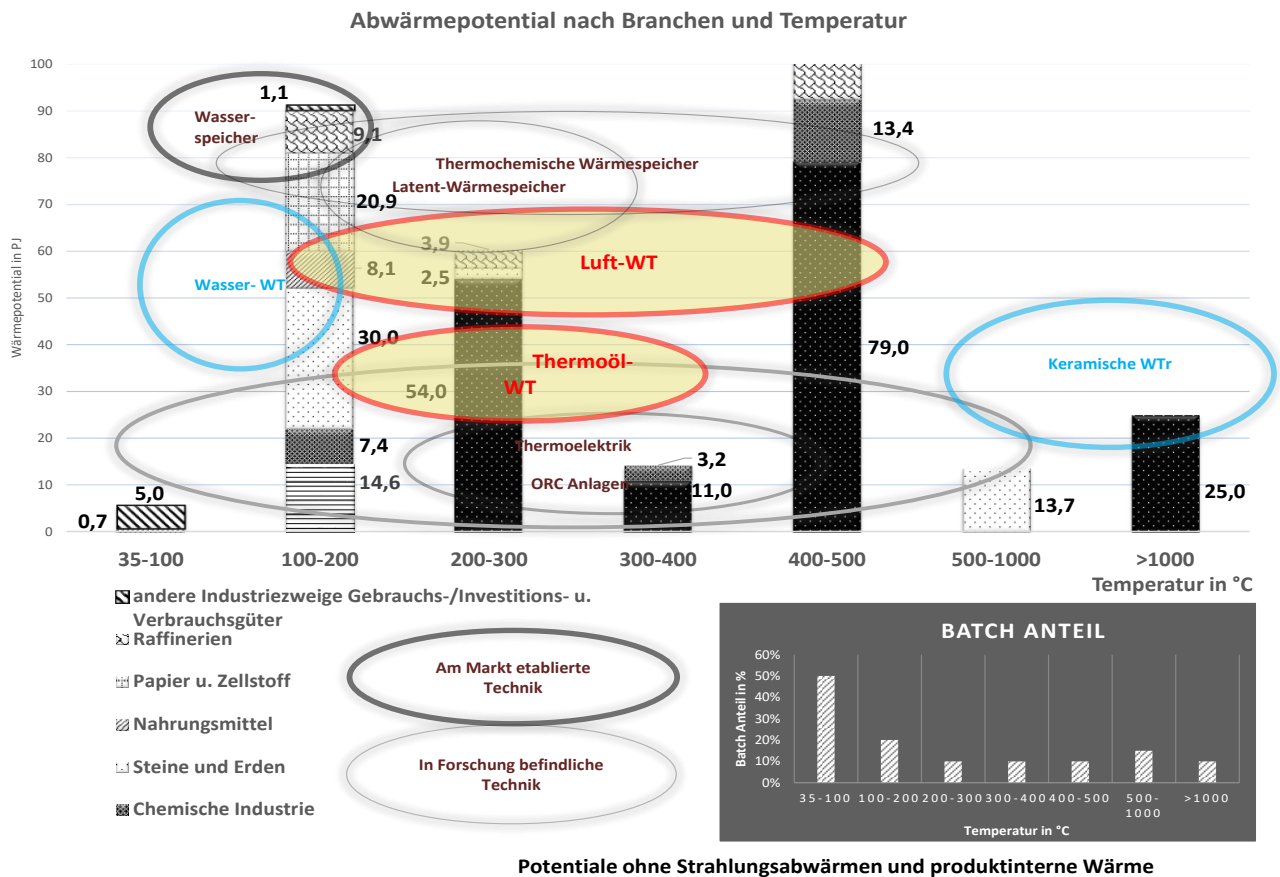 Abwärmepotential nach Branchen und Temperatur
Wärmepotential in PJ
100
90
80
70
60
50
40
30
20
10
0
0,7
5,0
1,1
9,1
20,9
8,1
30,0
7,4
14,6
3,9
2,5
54,0
3,2
11,0
13,4
79,0
13,7
25,0
Wasser-
speicher
Thermochemische Wärmespeicher
Latent-Wärmespeicher
Luft-WT
Wasser- WT
Thermoöl-
WT
Keramische WTr
Thermoelektrik
ORC Anlagen
35-100 100-200 200-300 300-400 400-500 500-1000 >1000
Temperatur in °C
andere Industriezweige Gebrauchs-/Investitions- u.
Verbrauchsgüter
Raffinerien
Papier u. Zellstoff
Nahrungsmittel
Steine und Erden
Chemische Industrie
Am Markt etablierte
Technik
In Forschung befindliche
Technik
BATCH ANTEIL
Batch Anteil in %
60%
50%
40%
30%
20%
10%
0%
35-100 100-200 200-300 300-400 400-500 500- >1000
1000
Temperatur in °C
Potentiale ohne Strahlungsabwärmen und produktinterne Wärme